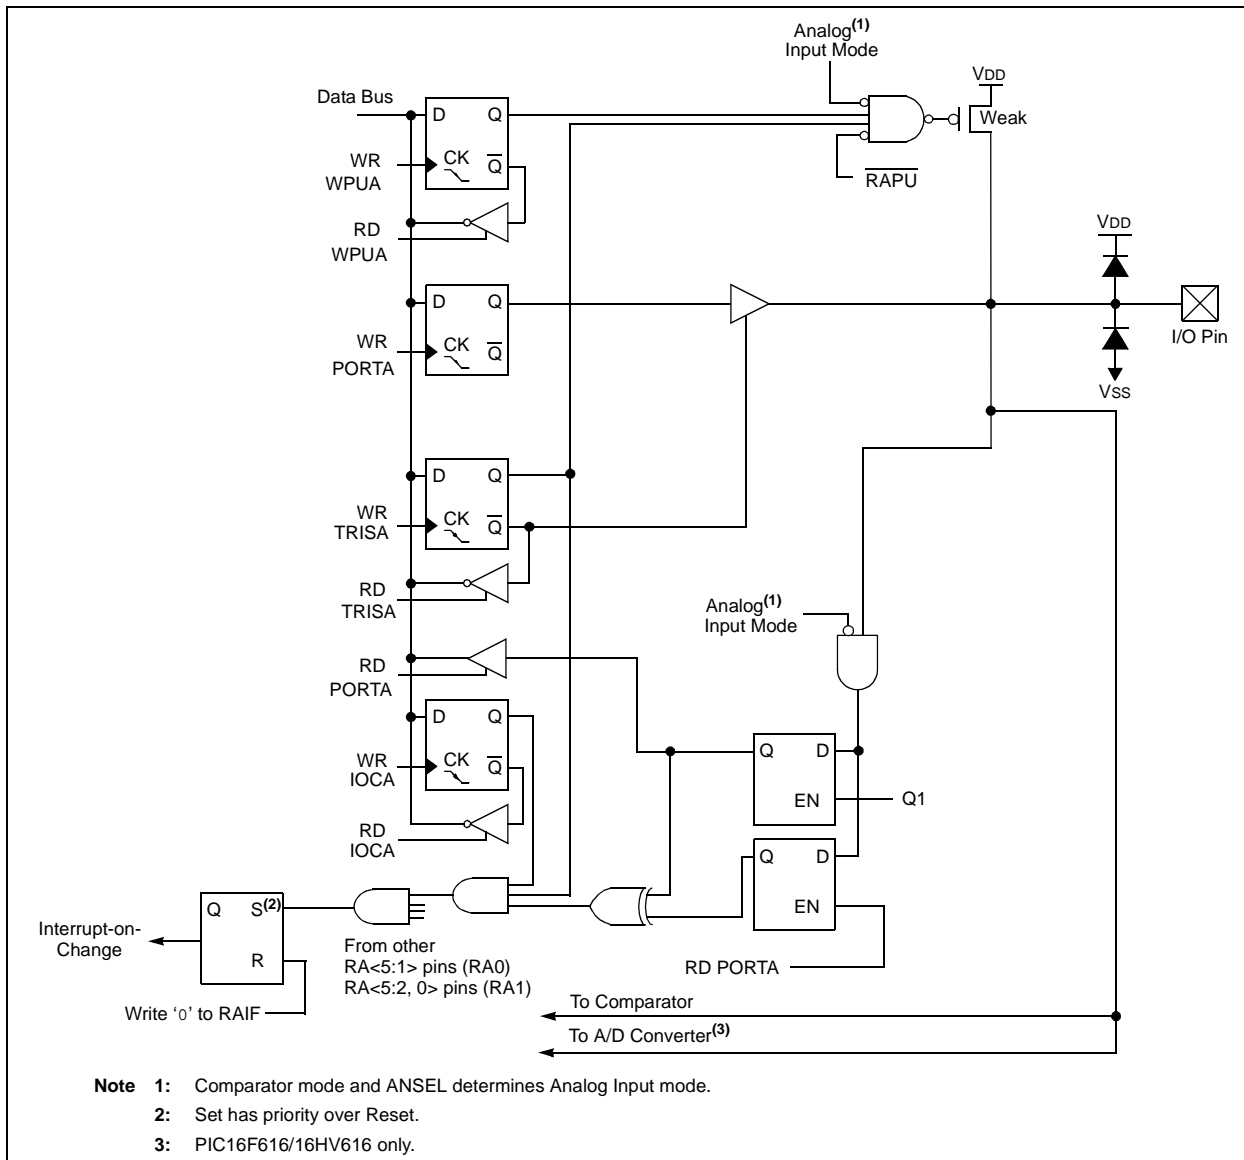 Analog(1)
Input Mode
VDD
Data Bus
D Q
Weak
WR
WPUA
CK
Q
RAPU
RD
WPUA
VDD
D Q
WR
PORTA
CK
Q
I/O Pin
VSS
D Q
WR
TRISA
CK
Q
RD
TRISA
Analog(1)
Input Mode
RD
PORTA
D Q
WR
IOCA
CK
Q
Q D
EN
Q1
RD
IOCA
Q D
EN
Q S(2)
R
Interrupt-on-
Change
From other
RA<5:1> pins (RA0)
RA<5:2, 0> pins (RA1)
RD PORTA
Write ‘0’ to RAIF
To Comparator
To A/D Converter(3)
Note 1: Comparator mode and ANSEL determines Analog Input mode.
2: Set has priority over Reset.
3: PIC16F616/16HV616 only.